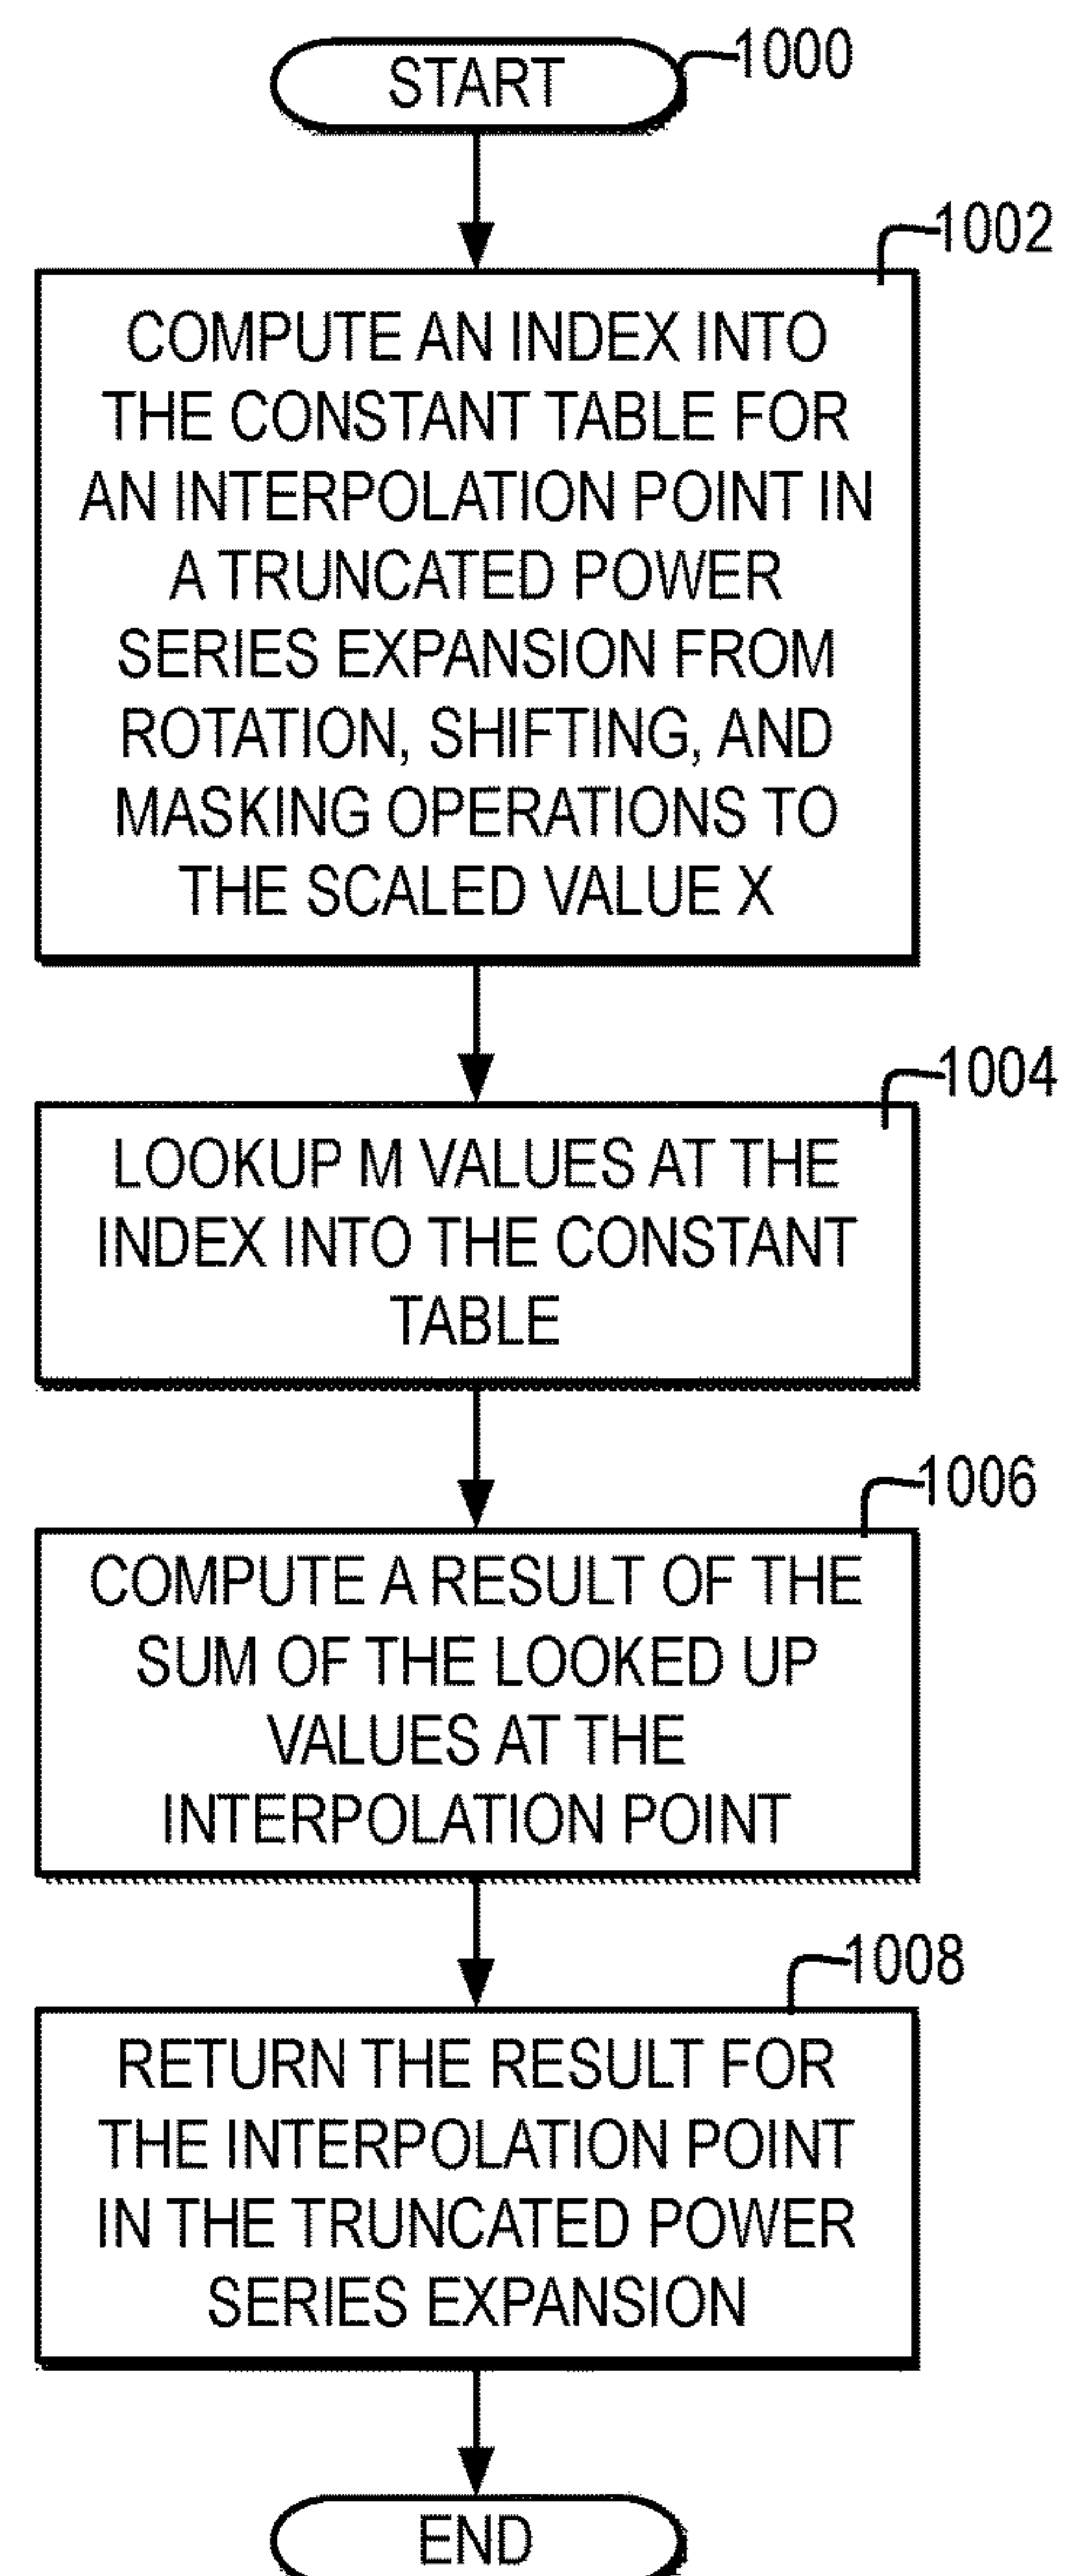 START
1000
1002
COMPUTE AN INDEX INTO
THE CONSTANT TABLE FOR
AN INTERPOLATION POINT IN
A TRUNCATED POWER
SERIES EXPANSION FROM
ROTATION, SHIFTING, AND
MASKING OPERATIONS TO
THE SCALED VALUE X
1004
LOOKUP M VALUES AT THE
INDEX INTO THE CONSTANT
TABLE
1006
COMPUTE A RESULT OF THE
SUM OF THE LOOKED UP
VALUES AT THE
INTERPOLATION POINT
1008
RETURN THE RESULT FOR
THE INTERPOLATION POINT
IN THE TRUNCATED POWER
SERIES EXPANSION
END